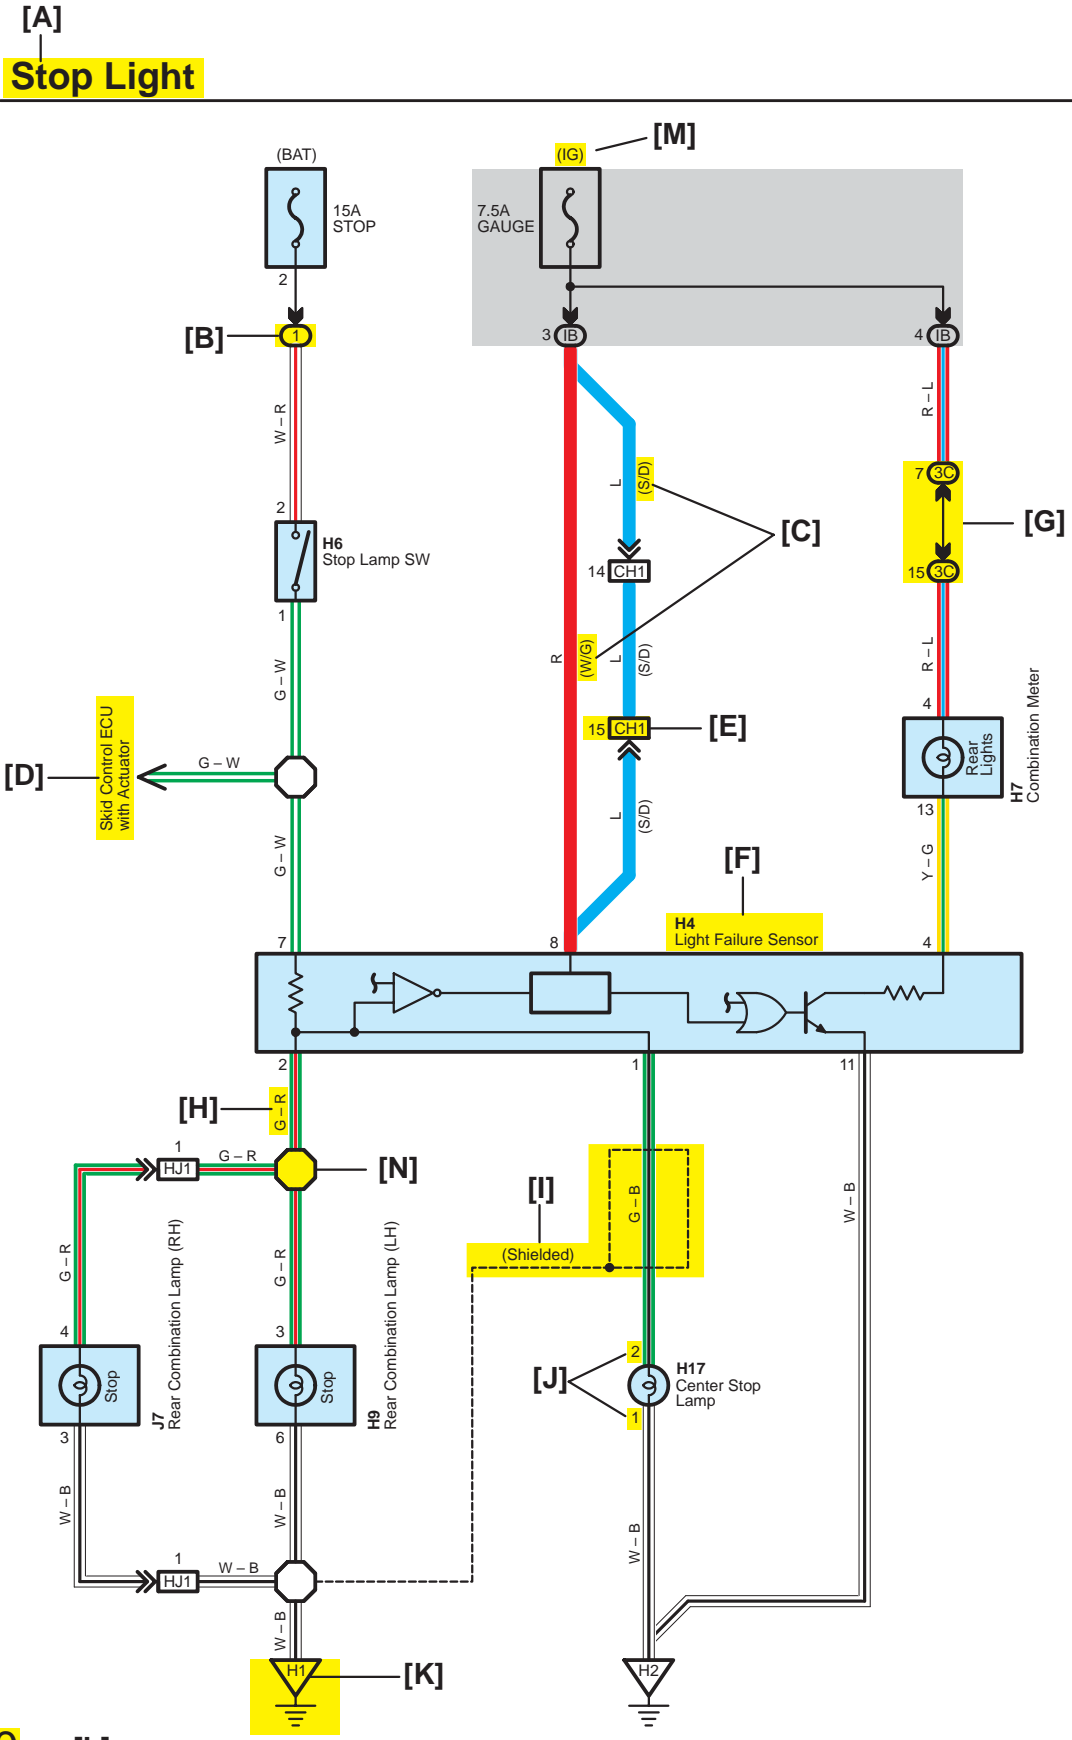 [A]
Stop Light
[M]
(BAT)
(IG)
15A
STOP
7.5A
GAUGE
2
[B]
1
3 IB
4 IB
W – R
R – L
L
(S/D)
7 3C
[C]
[G]
2
H6
Stop Lamp SW
14 CH1
15 3C
1
R
(W/G)
L
(S/D)
R – L
G – W
4
Skid Control ECU
with Actuator
[D]
G – W
15 CH1
[E]
Rear
Lights
H7
Combination Meter
13
L
(S/D)
G – W
Y – G
[F]
H4
Light Failure Sensor
7
8
4
2
1
11
[H]
G – R
1
HJ1
G – R
[N]
[I]
G – B
W – B
(Shielded)
G – R
G – R
Rear Combination Lamp (RH)
J7
Rear Combination Lamp (LH)
H9
4
3
Stop
Stop
2
[J]
H17
Center Stop
Lamp
1
3
6
W – B
W – B
W – B
1
HJ1
W – B
W – B
H1
[K]
H2